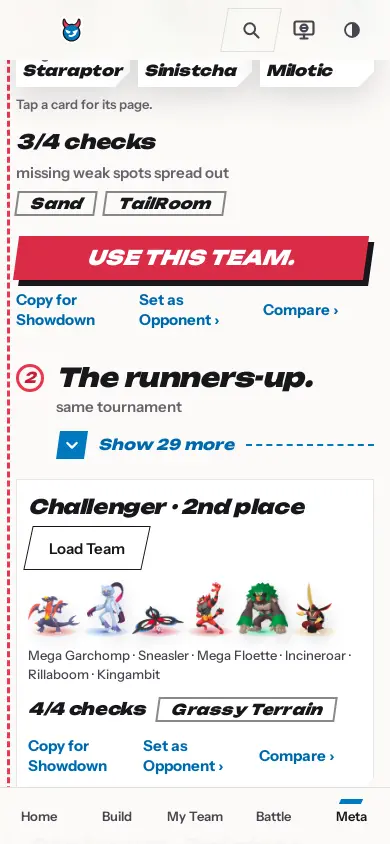 Staraptor Sinistcha Milotic
Tap a card for its page.
3/4 checks
missing weak spots spread out
Sand TailRoom
USE THIS TEAM.
Copy for Showdown
Set as Opponent ›
Compare ›
2 The runners-up.
same tournament
Show 29 more
Challenger · 2nd place
Load Team
Mega Garchomp · Sneasler · Mega Floette · Incineroar ·
Rillaboom · Kingambit
4/4 checks Grassy Terrain
Copy for Showdown
Set as Opponent ›
Compare ›
Home Build My Team Battle Meta